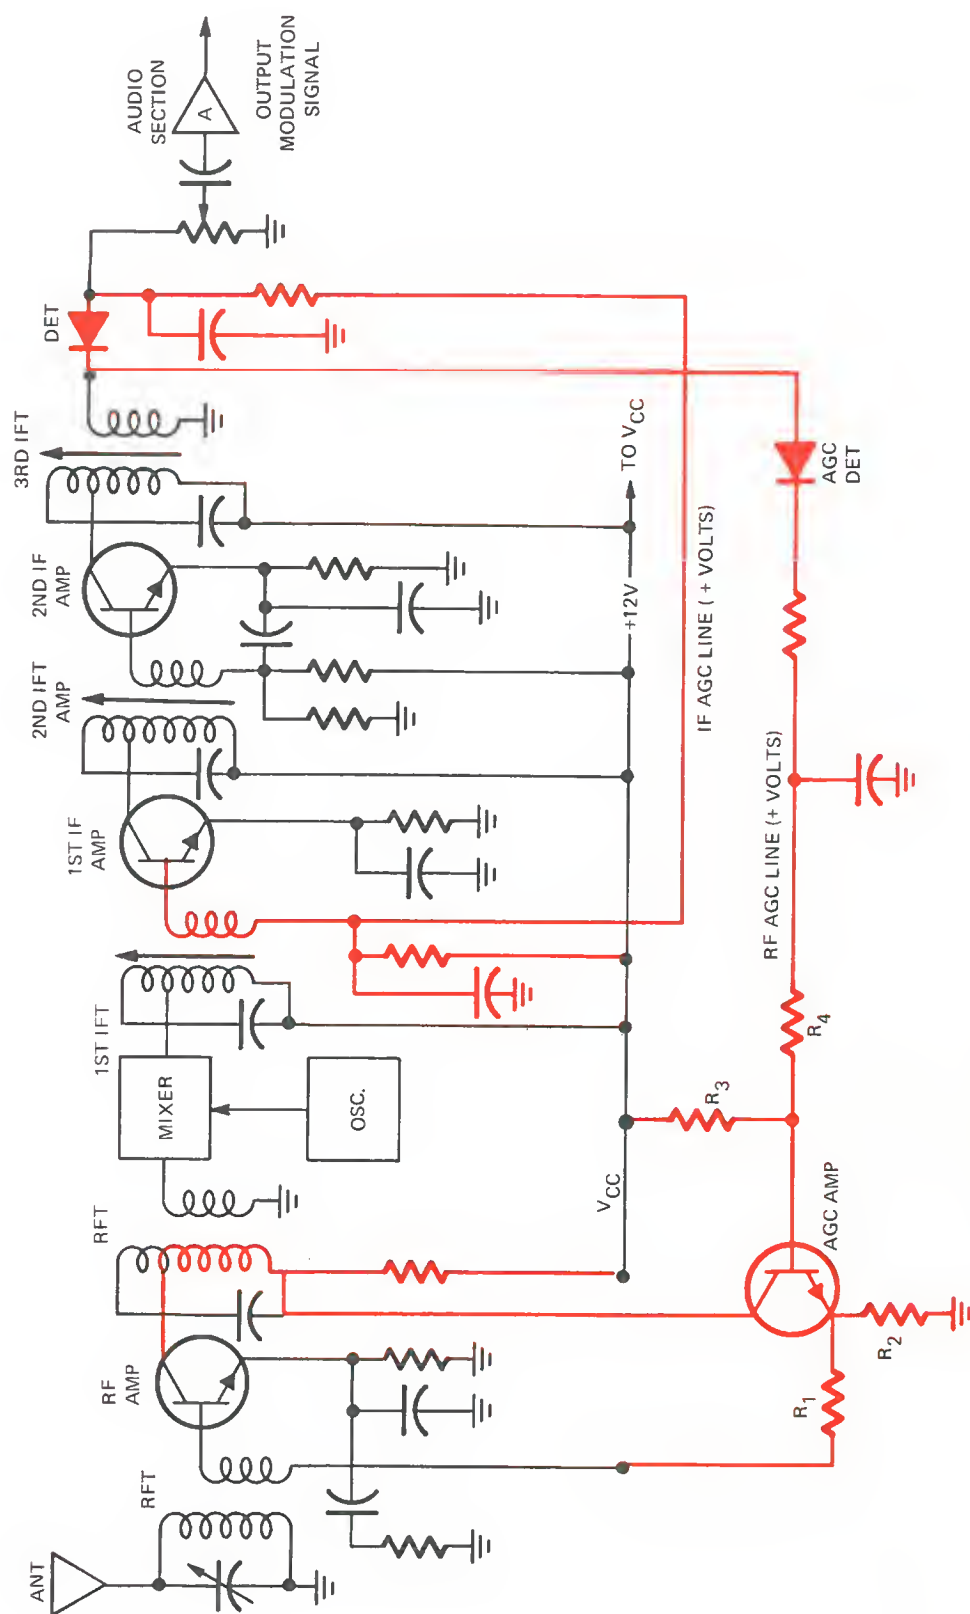 ANT
RFT
RF
AMP
RFT
MIXER
OSC.
1ST IFT
1ST IF
AMP
2ND IFT
AMP
2ND IF
AMP
3RD IFT
DET
AUDIO
SECTION
A
OUTPUT
MODULATION
SIGNAL
VCC
+12V
TO VCC
IF AGC LINE ( + VOLTS)
R1
R2
AGC AMP
R3
R4
RF AGC LINE (+ VOLTS)
AGC
DET